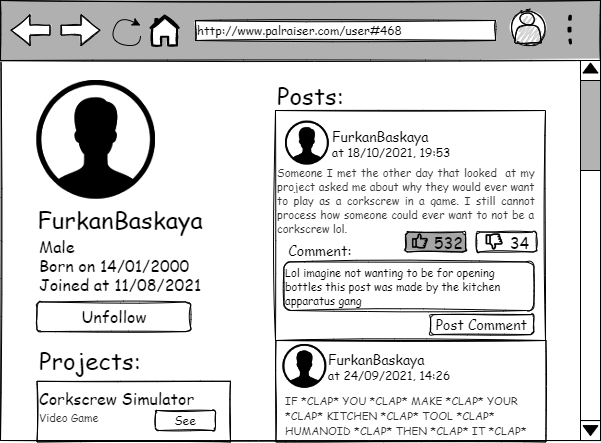 http://www.palraiser.com/user#468
FurkanBaskaya
Male
Born on 14/01/2000
Joined at 11/08/2021
Unfollow
Projects:
Corkscrew Simulator
Video Game
See
Posts:
FurkanBaskaya
at 18/10/2021, 19:53
Someone I met the other day that looked at my
project asked me about why they would ever want
to play as a corkscrew in a game. I still cannot
process how someone could ever want to not be a
corkscrew lol.
532
34
Comment:
Lol imagine not wanting to be for opening
bottles this post was made by the kitchen
apparatus gang
Post Comment
FurkanBaskaya
at 24/09/2021, 14:26
IF *CLAP* YOU *CLAP* MAKE *CLAP* YOUR
*CLAP* KITCHEN *CLAP* TOOL *CLAP*
HUMANOID *CLAP* THEN *CLAP* IT *CLAP*